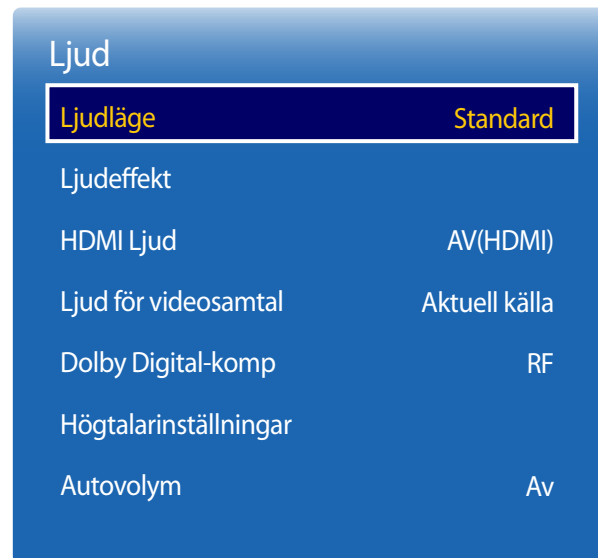 Ljud
Ljudläge Standard
Ljudeffekt
HDMI Ljud AV(HDMI)
Ljud för videosamtal Aktuell källa
Dolby Digital-komp RF
Högtalarinställningar
Autovolym Av